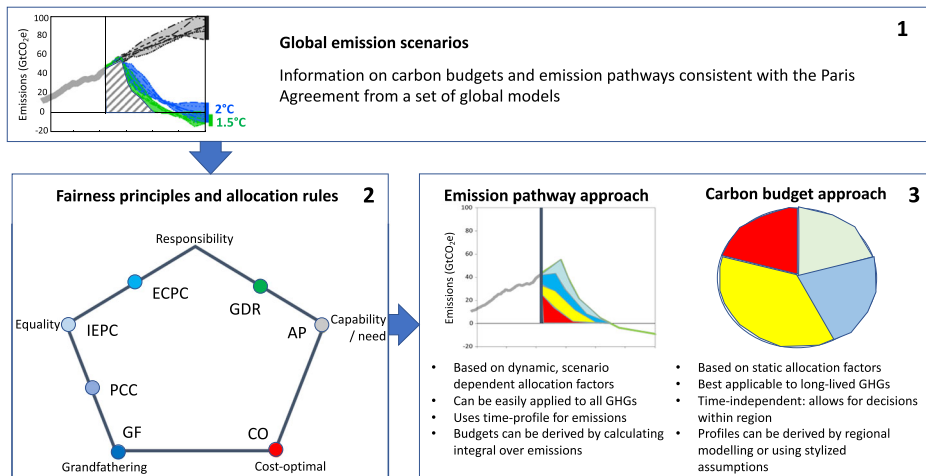 1
Global emission scenarios
Information on carbon budgets and emission pathways consistent with the Paris
Agreement from a set of global models
Emissions (GtCO₂e)
100
80
60
40
20
0
-20
2°C
1.5°C
Fairness principles and allocation rules
2
Responsibility
ECPC
GDR
Equality
IEPC
AP
Capability
/ need
PCC
GF
CO
Grandfathering
Cost-optimal
3
Emission pathway approach
Emissions (GtCO₂e)
100
80
60
40
20
0
-20
• Based on dynamic, scenario
dependent allocation factors
• Can be easily applied to all GHGs
• Uses time-profile for emissions
• Budgets can be derived by calculating
integral over emissions
Carbon budget approach
• Based on static allocation factors
• Best applicable to long-lived GHGs
• Time-independent: allows for decisions
within region
• Profiles can be derived by regional
modelling or using stylized
assumptions